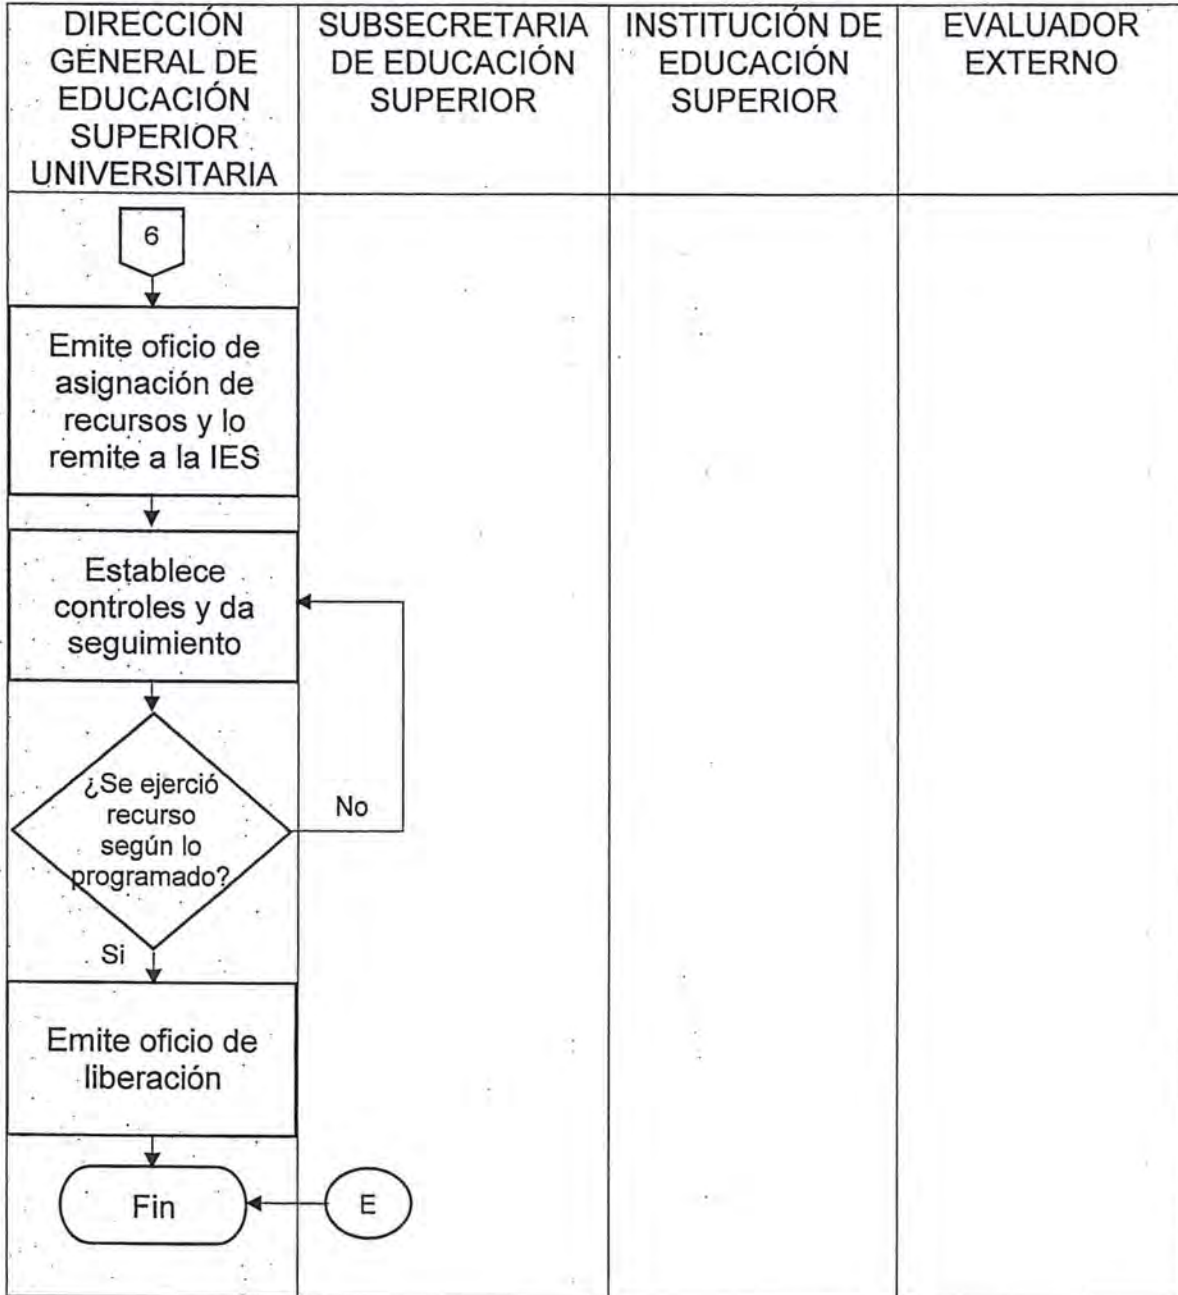 DIRECCIÓN
GENERAL DE
EDUCACIÓN
SUPERIOR
UNIVERSITARIA
SUBSECRETARIA
DE EDUCACIÓN
SUPERIOR
INSTITUCIÓN DE
EDUCACIÓN
SUPERIOR
EVALUADOR
EXTERNO
6
Emite oficio de
asignación de
recursos y lo
remite a la IES
Establece
controles y da
seguimiento
¿Se ejerció
recurso
según lo
programado?
No
Si
Emite oficio de
liberación
Fin
E